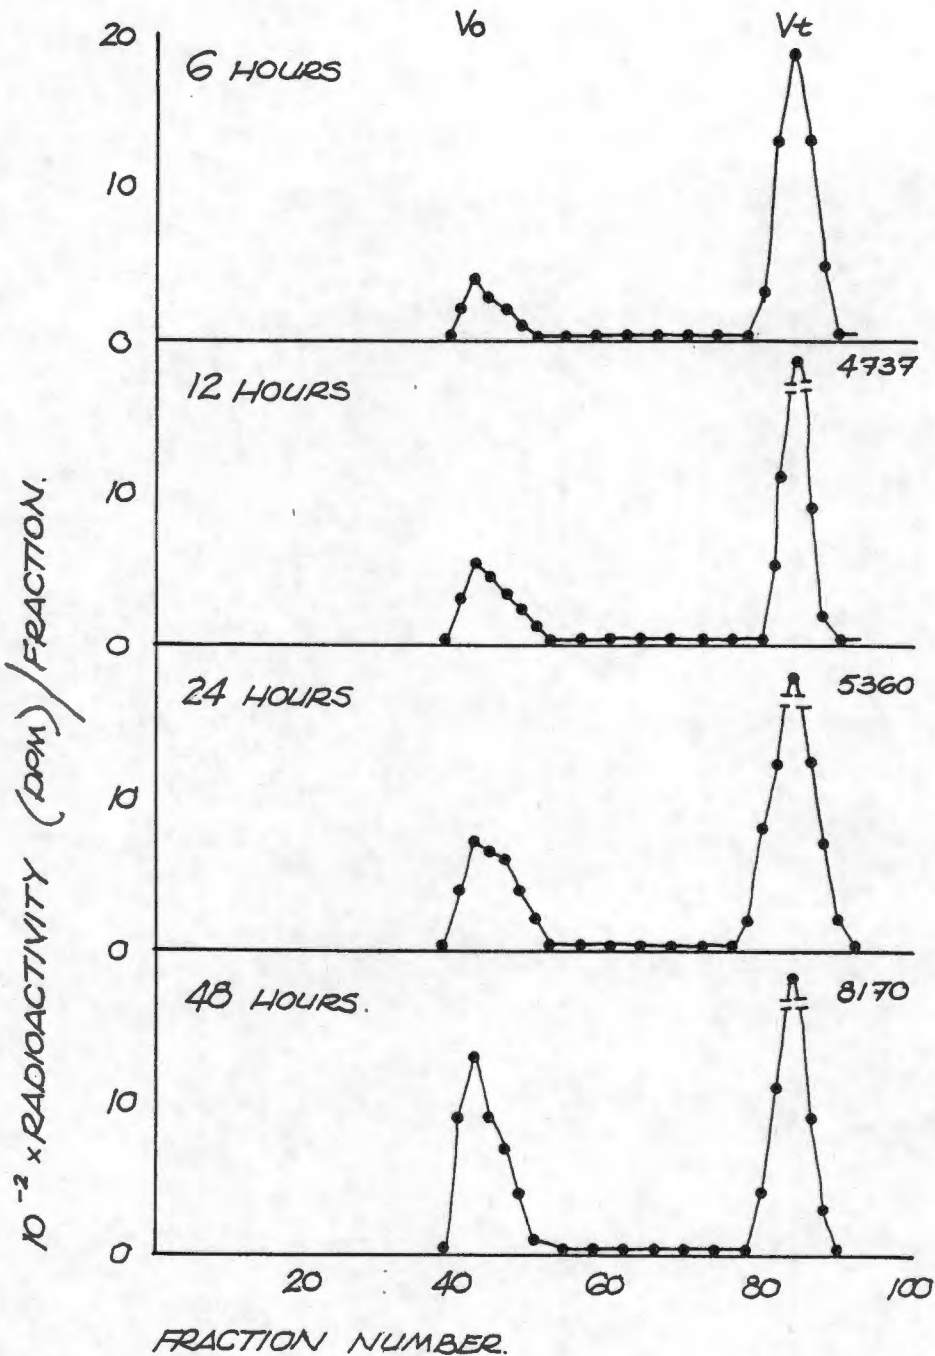 Vo Vt
20
6 HOURS
10
0
12 HOURS 4737
10
0
24 HOURS 5360
10
0
48 HOURS. 8170
10
0
20 40 60 80 100
FRACTION NUMBER.
10⁻² × RADIOACTIVITY (DPM)/FRACTION.